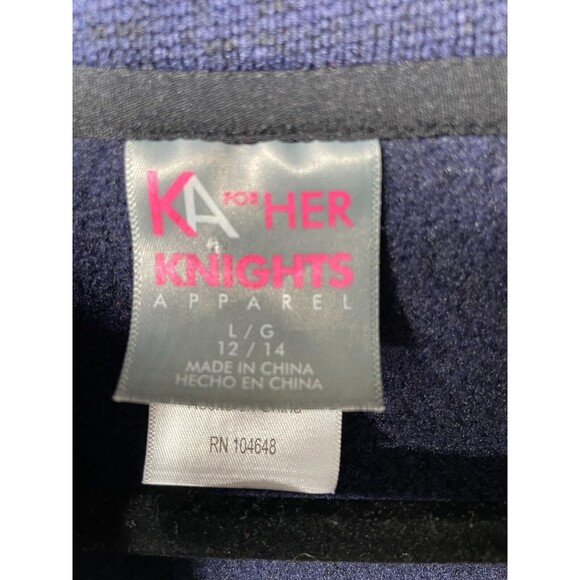 KA FOR HER
KNIGHTS
APPAREL
L / G
12 / 14
MADE IN CHINA
HECHO EN CHINA
RN 104648